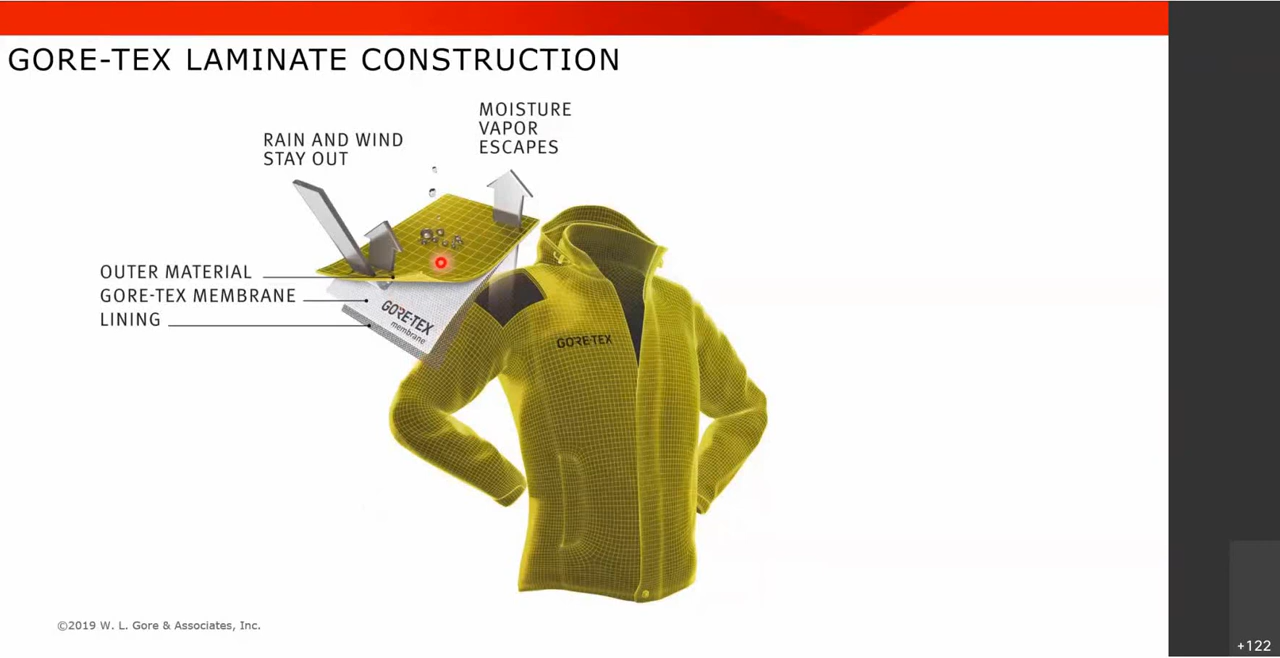 GORE-TEX LAMINATE CONSTRUCTION
MOISTURE
VAPOR
ESCAPES
RAIN AND WIND
STAY OUT
OUTER MATERIAL
GORE-TEX MEMBRANE
LINING
GORE-TEX
membrane
GORE-TEX
©2019 W. L. Gore & Associates, Inc.
+122